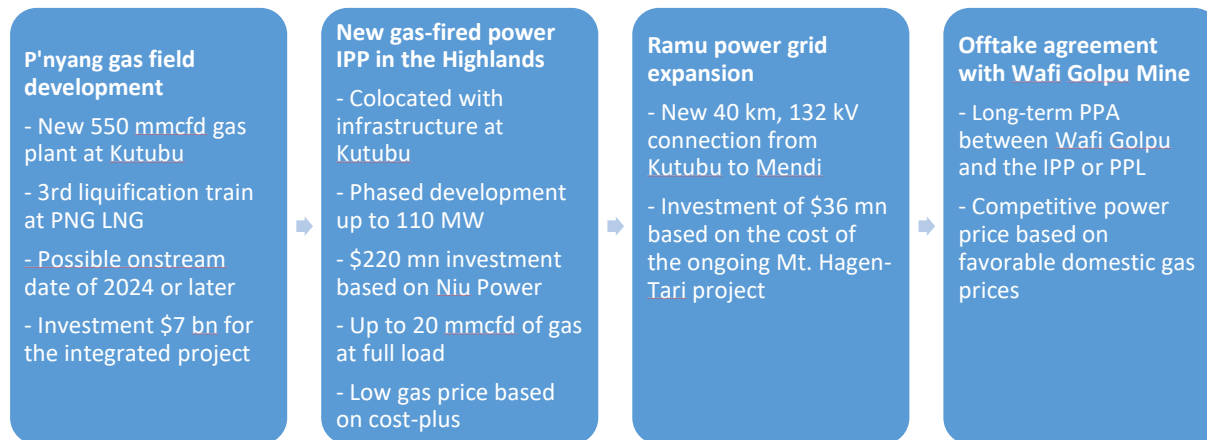 P'nyang gas field
development
- New 550 mmcfd gas
plant at Kutubu
- 3rd liquification train
at PNG LNG
- Possible onstream
date of 2024 or later
- Investment $7 bn for
the integrated project
New gas-fired power
IPP in the Highlands
- Colocated with
infrastructure at
Kutubu
- Phased development
up to 110 MW
- $220 mn investment
based on Niu Power
- Up to 20 mmcfd of gas
at full load
- Low gas price based
on cost-plus
Ramu power grid
expansion
- New 40 km, 132 kV
connection from
Kutubu to Mendi
- Investment of $36 mn
based on the cost of
the ongoing Mt. Hagen-
Tari project
Offtake agreement
with Wafi Golpu Mine
- Long-term PPA
between Wafi Golpu
and the IPP or PPL
- Competitive power
price based on
favorable domestic gas
prices